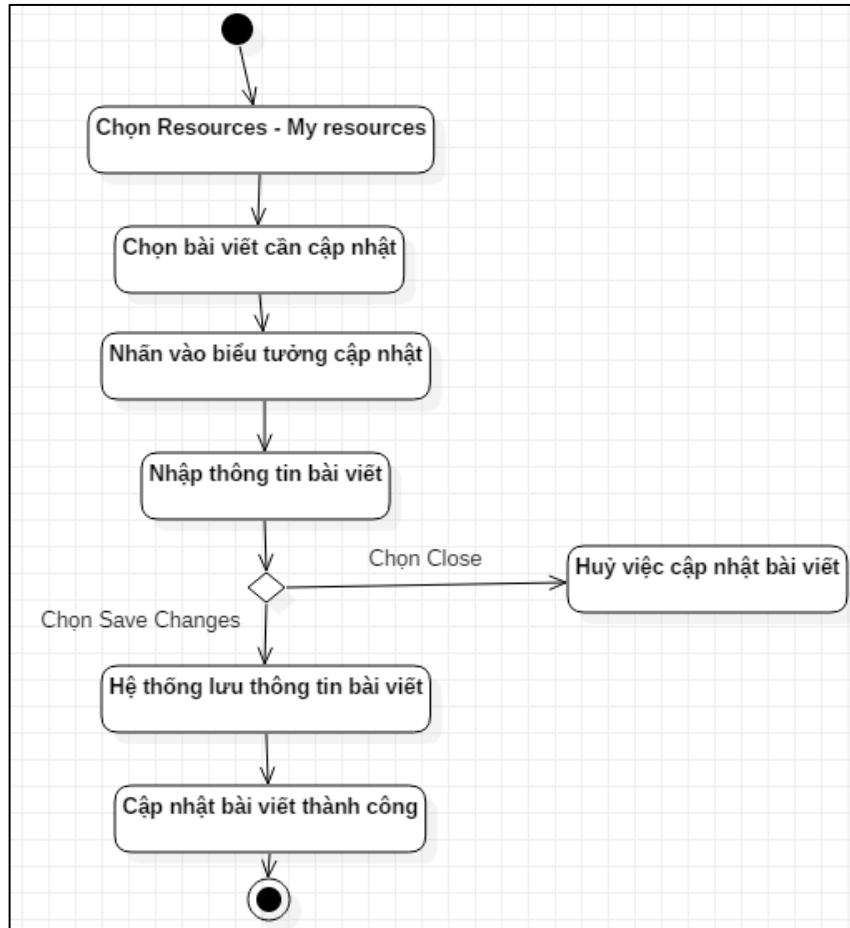 Chọn Resources - My resources
Chọn bài viết cần cập nhật
Nhấn vào biểu tưởng cập nhật
Nhập thông tin bài viết
Chọn Close
Huỷ việc cập nhật bài viết
Chọn Save Changes
Hệ thống lưu thông tin bài viết
Cập nhật bài viết thành công